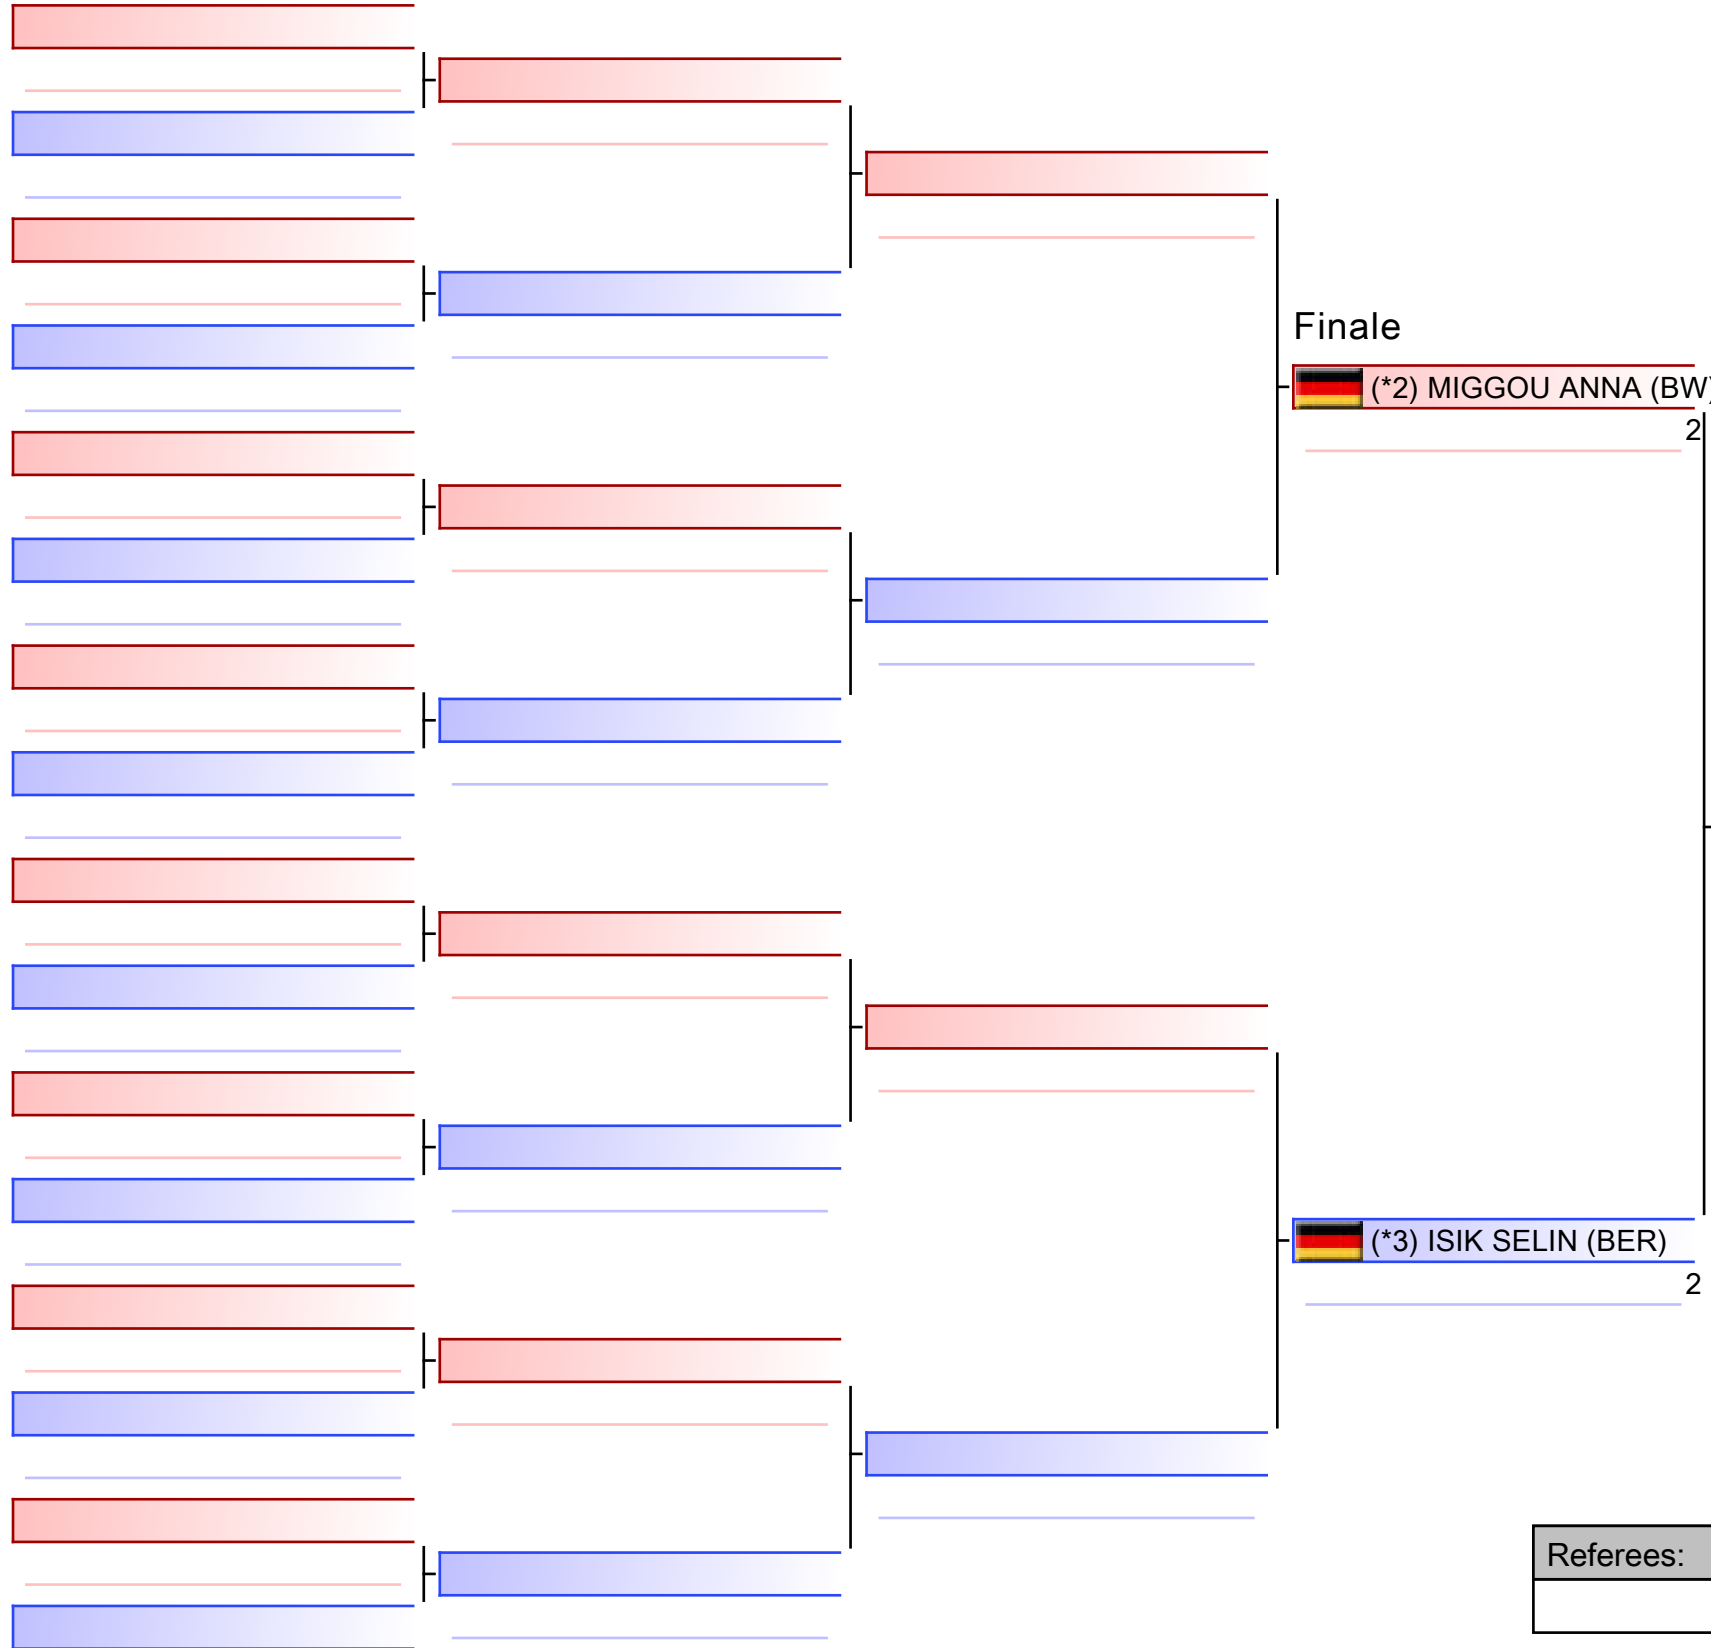 Finale
(*2) MIGGOU ANNA (BW)
2
(*3) ISIK SELIN (BER)
2
Referees: